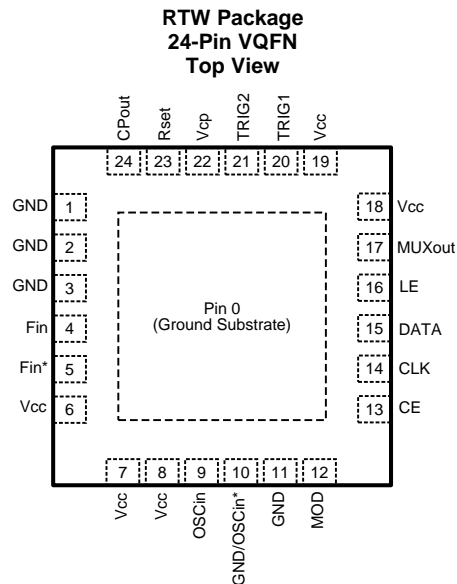 RTW Package
24-Pin VQFN
Top View
CPout
Rset
Vcp
TRIG2
TRIG1
Vcc
24 23 22 21 20 19
GND 1
GND 2
GND 3
Fin 4
Fin* 5
Vcc 6
Pin 0
(Ground Substrate)
18 Vcc
17 MUXout
16 LE
15 DATA
14 CLK
13 CE
7 8 9 10 11 12
Vcc
Vcc
OSCin
GND/OSCin*
GND
MOD